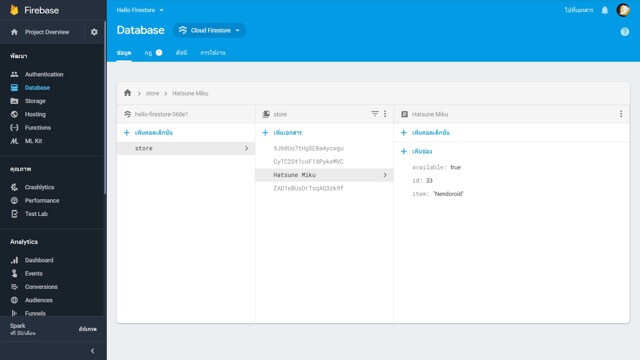 Firebase
Project Overview
พัฒนา
Authentication
Database
Storage
Hosting
Functions
ML Kit
คุณภาพ
Crashlytics
Performance
Test Lab
Analytics
Dashboard
Events
Conversions
Audiences
Funnels
Spark
ฟรี $0/เดือน
อัปเกรด
Hello Firestore
ไปที่เอกสาร
Database
Cloud Firestore
ข้อมูล
กฎ
ดัชนี
การใช้งาน
store
Hatsune Miku
hello-firestore-560e1
เพิ่มคอลเล็กชัน
store
store
เพิ่มเอกสาร
Hatsune Miku
Hatsune Miku
เพิ่มคอลเล็กชัน
เพิ่มช่อง
available: true
id: 33
item: "Nendoroid"